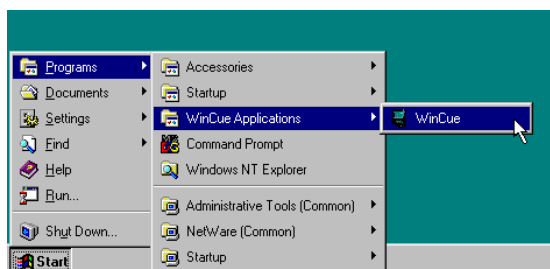 Programs
Documents
Settings
Find
Help
Run...
Shut Down...
Start
Accessories
Startup
WinCue Applications
Command Prompt
Windows NT Explorer
Administrative Tools (Common)
NetWare (Common)
Startup
WinCue